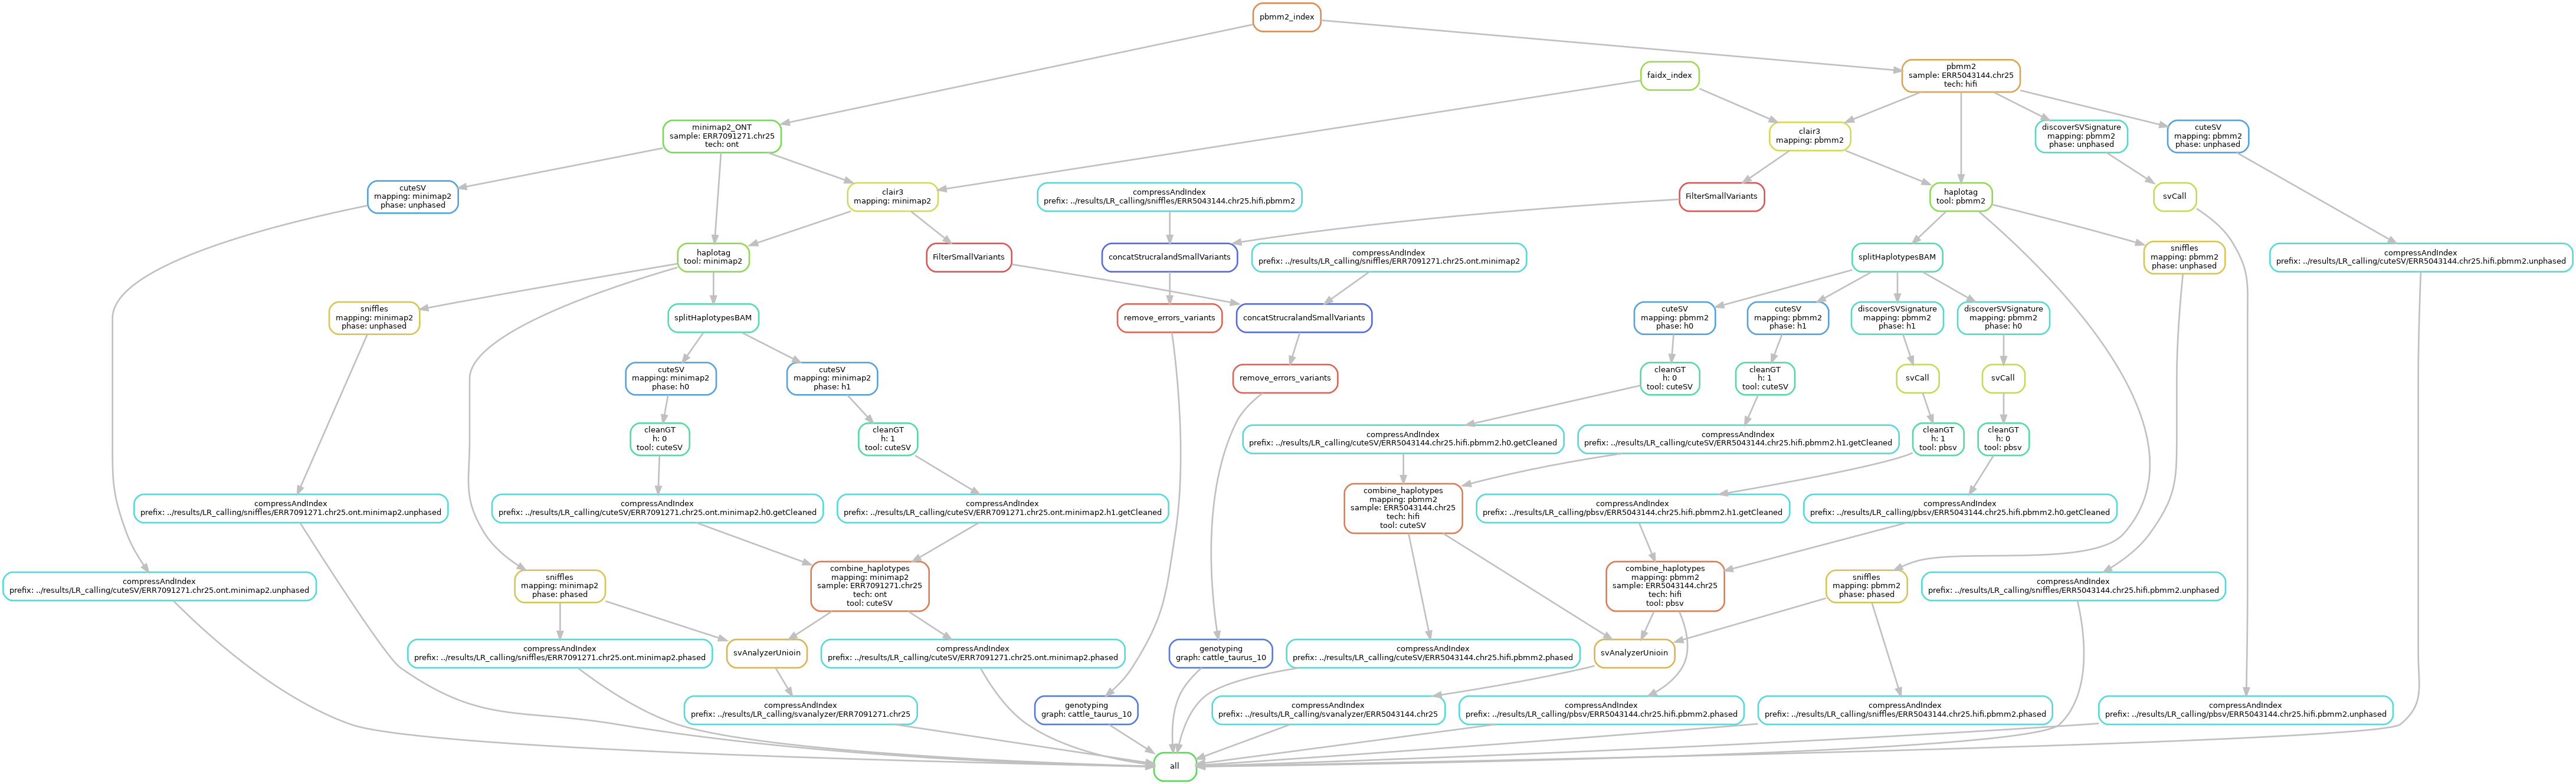 pbmm2_index
faidx_index
pbmm2
sample: ERR5043144.chr25
tech: hifi
minimap2_ONT
sample: ERR7091271.chr25
tech: ont
clair3
mapping: pbmm2
discoverSVSignature
mapping: pbmm2
phase: unphased
cuteSV
mapping: pbmm2
phase: unphased
cuteSV
mapping: minimap2
phase: unphased
clair3
mapping: minimap2
compressAndIndex
prefix: ../results/LR_calling/sniffles/ERR5043144.chr25.hifi.pbmm2
FilterSmallVariants
haplotag
tool: pbmm2
svCall
haplotag
tool: minimap2
FilterSmallVariants
concatStrucralandSmallVariants
compressAndIndex
prefix: ../results/LR_calling/sniffles/ERR7091271.chr25.ont.minimap2
splitHaplotypesBAM
sniffles
mapping: pbmm2
phase: unphased
compressAndIndex
prefix: ../results/LR_calling/cuteSV/ERR5043144.chr25.hifi.pbmm2.unphased
sniffles
mapping: minimap2
phase: unphased
splitHaplotypesBAM
remove_errors_variants
concatStrucralandSmallVariants
cuteSV
mapping: pbmm2
phase: h0
cuteSV
mapping: pbmm2
phase: h1
discoverSVSignature
mapping: pbmm2
phase: h1
discoverSVSignature
mapping: pbmm2
phase: h0
cuteSV
mapping: minimap2
phase: h0
cuteSV
mapping: minimap2
phase: h1
remove_errors_variants
cleanGT
h: 0
tool: cuteSV
cleanGT
h: 1
tool: cuteSV
svCall
svCall
cleanGT
h: 0
tool: cuteSV
cleanGT
h: 1
tool: cuteSV
compressAndIndex
prefix: ../results/LR_calling/cuteSV/ERR5043144.chr25.hifi.pbmm2.h0.getCleaned
compressAndIndex
prefix: ../results/LR_calling/cuteSV/ERR5043144.chr25.hifi.pbmm2.h1.getCleaned
cleanGT
h: 1
tool: pbsv
cleanGT
h: 0
tool: pbsv
compressAndIndex
prefix: ../results/LR_calling/sniffles/ERR7091271.chr25.ont.minimap2.unphased
compressAndIndex
prefix: ../results/LR_calling/cuteSV/ERR7091271.chr25.ont.minimap2.h0.getCleaned
compressAndIndex
prefix: ../results/LR_calling/cuteSV/ERR7091271.chr25.ont.minimap2.h1.getCleaned
combine_haplotypes
mapping: pbmm2
sample: ERR5043144.chr25
tech: hifi
tool: cuteSV
compressAndIndex
prefix: ../results/LR_calling/pbsv/ERR5043144.chr25.hifi.pbmm2.h1.getCleaned
compressAndIndex
prefix: ../results/LR_calling/pbsv/ERR5043144.chr25.hifi.pbmm2.h0.getCleaned
compressAndIndex
prefix: ../results/LR_calling/cuteSV/ERR7091271.chr25.ont.minimap2.unphased
sniffles
mapping: minimap2
phase: phased
combine_haplotypes
mapping: minimap2
sample: ERR7091271.chr25
tech: ont
tool: cuteSV
combine_haplotypes
mapping: pbmm2
sample: ERR5043144.chr25
tech: hifi
tool: pbsv
sniffles
mapping: pbmm2
phase: phased
compressAndIndex
prefix: ../results/LR_calling/sniffles/ERR5043144.chr25.hifi.pbmm2.unphased
compressAndIndex
prefix: ../results/LR_calling/sniffles/ERR7091271.chr25.ont.minimap2.phased
svAnalyzerUnioin
compressAndIndex
prefix: ../results/LR_calling/cuteSV/ERR7091271.chr25.ont.minimap2.phased
genotyping
graph: cattle_taurus_10
compressAndIndex
prefix: ../results/LR_calling/cuteSV/ERR5043144.chr25.hifi.pbmm2.phased
svAnalyzerUnioin
compressAndIndex
prefix: ../results/LR_calling/svanalyzer/ERR7091271.chr25
genotyping
graph: cattle_taurus_10
compressAndIndex
prefix: ../results/LR_calling/svanalyzer/ERR5043144.chr25
compressAndIndex
prefix: ../results/LR_calling/pbsv/ERR5043144.chr25.hifi.pbmm2.phased
compressAndIndex
prefix: ../results/LR_calling/sniffles/ERR5043144.chr25.hifi.pbmm2.phased
compressAndIndex
prefix: ../results/LR_calling/pbsv/ERR5043144.chr25.hifi.pbmm2.unphased
all